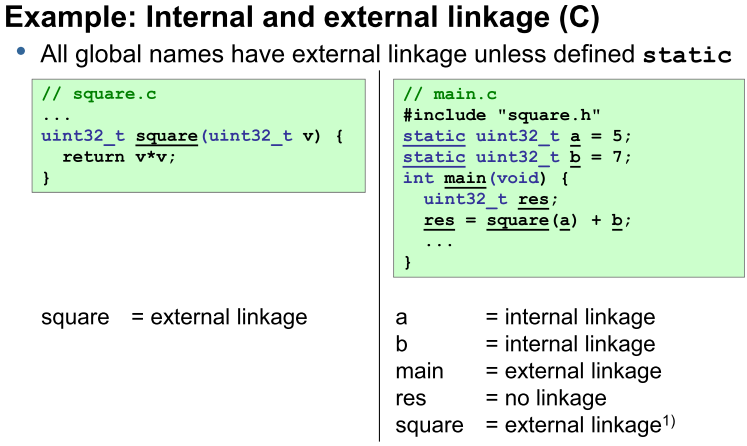 Example: Internal and external linkage (C)
• All global names have external linkage unless defined static
// square.c
...
uint32_t square(uint32_t v) {
  return v*v;
}
square = external linkage
// main.c
#include "square.h"
static uint32_t a = 5;
static uint32_t b = 7;
int main(void) {
  uint32_t res;
  res = square(a) + b;
  ...
}
a = internal linkage
b = internal linkage
main = external linkage
res = no linkage
square = external linkage1)